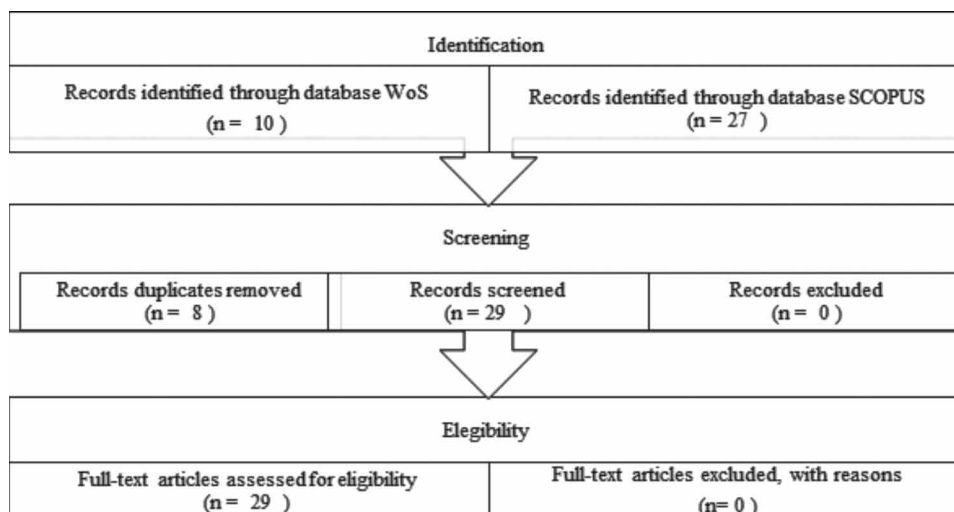 Identification
Records identified through database WoS
(n = 10 )
Records identified through database SCOPUS
(n = 27 )
Screening
Records duplicates removed
(n = 8 )
Records screened
(n = 29 )
Records excluded
(n = 0 )
Elegibility
Full-text articles assessed for eligibility
(n = 29 )
Full-text articles excluded, with reasons
(n= 0 )